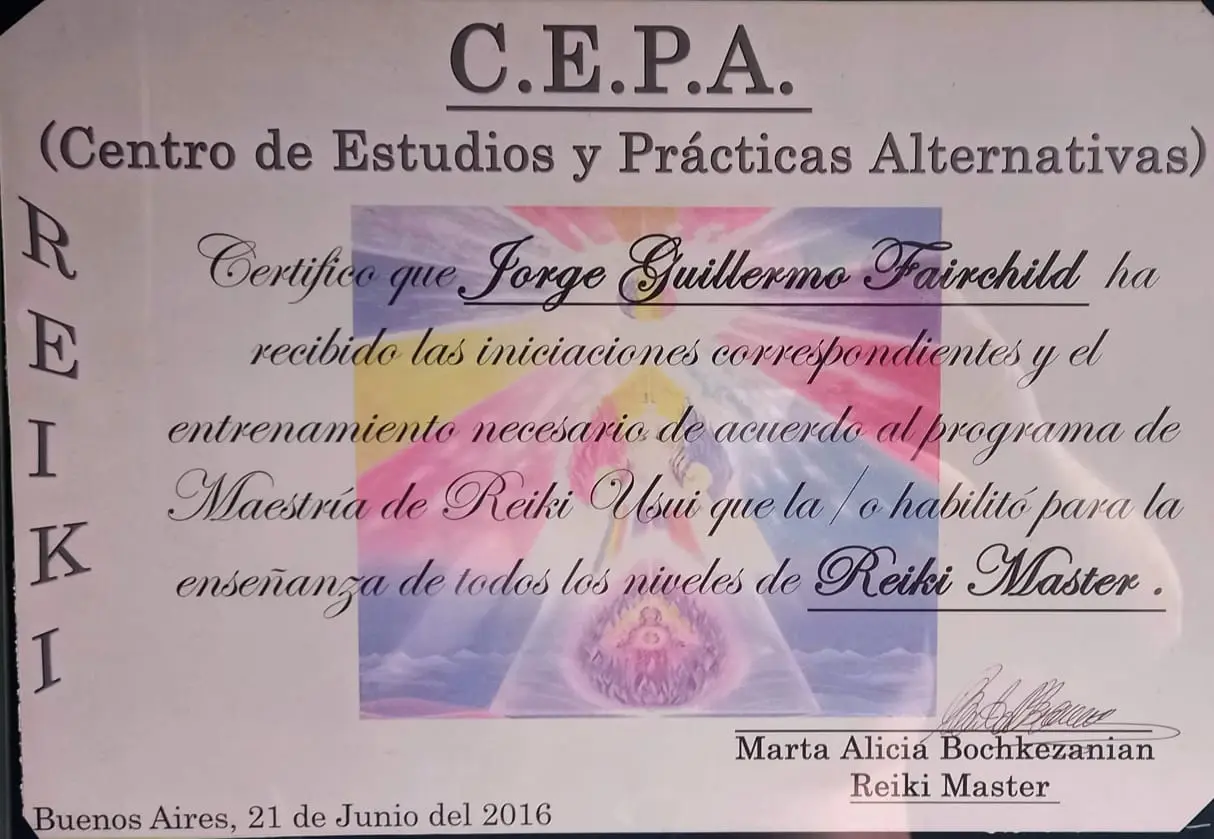 C.E.P.A.
(Centro de Estudios y Prácticas Alternativas)
REIKI
Certifico que Jorge Guillermo Fairchild ha
recibido las iniciaciones correspondientes y el
entrenamiento necesario de acuerdo al programa de
Maestría de Reiki Usui que la / o habilitó para la
enseñanza de todos los niveles de Reiki Master .
Marta Alicia Bochkezanian
Reiki Master
Buenos Aires, 21 de Junio del 2016